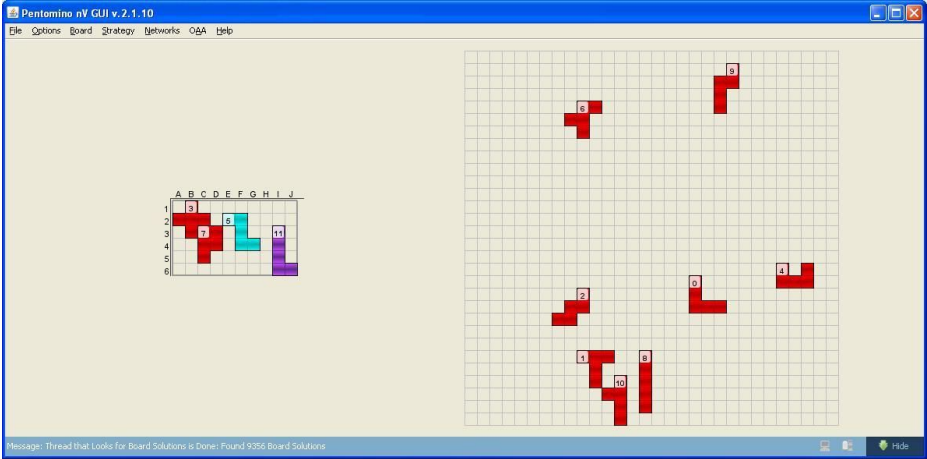 Pentomino nV GUI v.2.1.10
File Options Board Strategy Networks OAA Help
9
6
A B C D E F G H I J
1 3
2 5
3 7 11
4
5
6
4
0
2
1 8
10
Message: Thread that Looks for Board Solutions is Done: Found 9356 Board Solutions
Hide